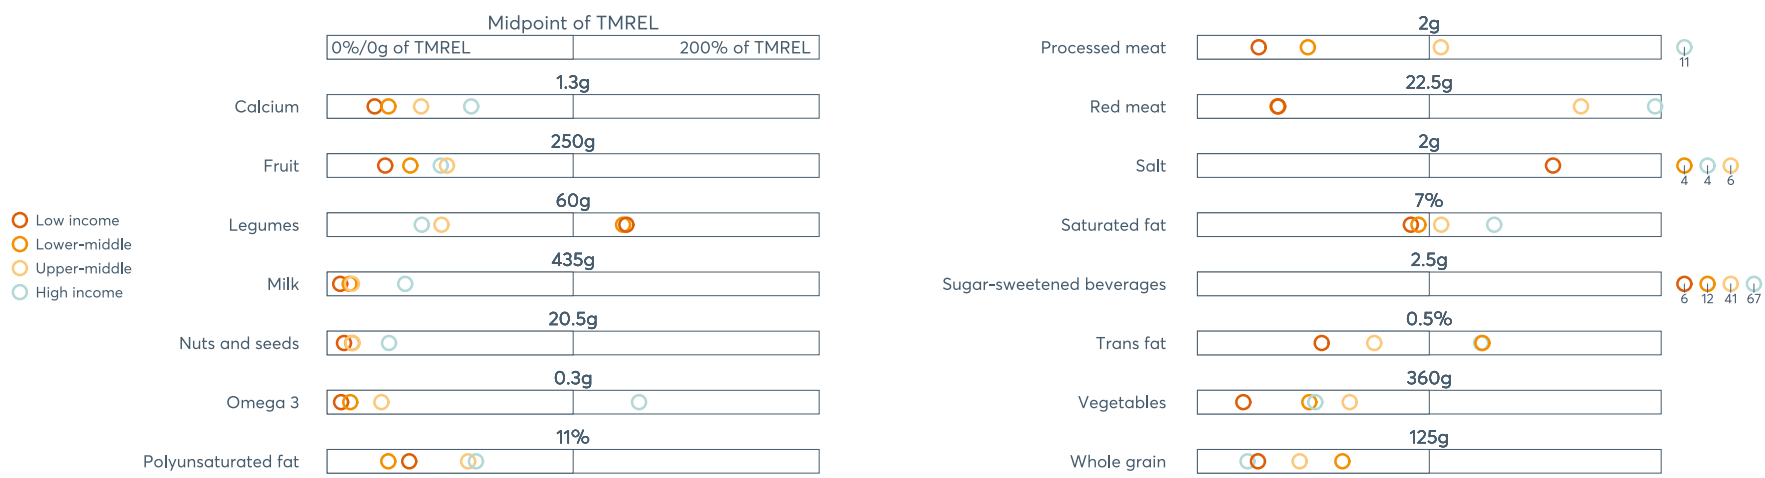 Midpoint of TMREL
0%/0g of TMREL 200% of TMREL
1.3g
Calcium
250g
Fruit
60g
Legumes
435g
Milk
20.5g
Nuts and seeds
0.3g
Omega 3
11%
Polyunsaturated fat
Low income
Lower-middle
Upper-middle
High income
2g
Processed meat
11
22.5g
Red meat
2g
Salt
4 4 6
7%
Saturated fat
2.5g
Sugar-sweetened beverages
6 12 41 67
0.5%
Trans fat
360g
Vegetables
125g
Whole grain